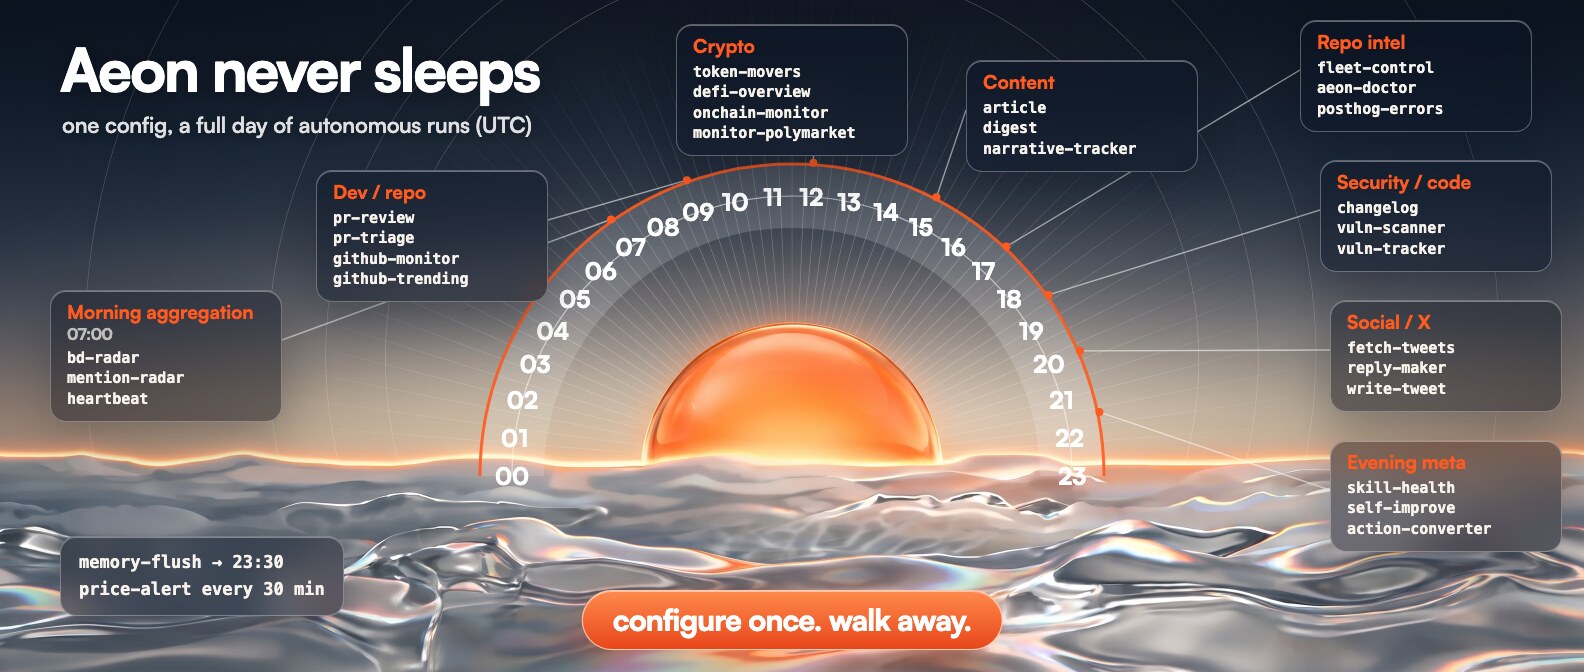 Aeon never sleeps
one config, a full day of autonomous runs (UTC)
Morning aggregation
07:00
bd-radar
mention-radar
heartbeat
Dev / repo
pr-review
pr-triage
github-monitor
github-trending
Crypto
token-movers
defi-overview
onchain-monitor
monitor-polymarket
Content
article
digest
narrative-tracker
Repo intel
fleet-control
aeon-doctor
posthog-errors
Security / code
changelog
vuln-scanner
vuln-tracker
Social / X
fetch-tweets
reply-maker
write-tweet
Evening meta
skill-health
self-improve
action-converter
00
01
02
03
04
05
06
07
08
09
10
11
12
13
14
15
16
17
18
19
20
21
22
23
memory-flush → 23:30
price-alert every 30 min
configure once. walk away.